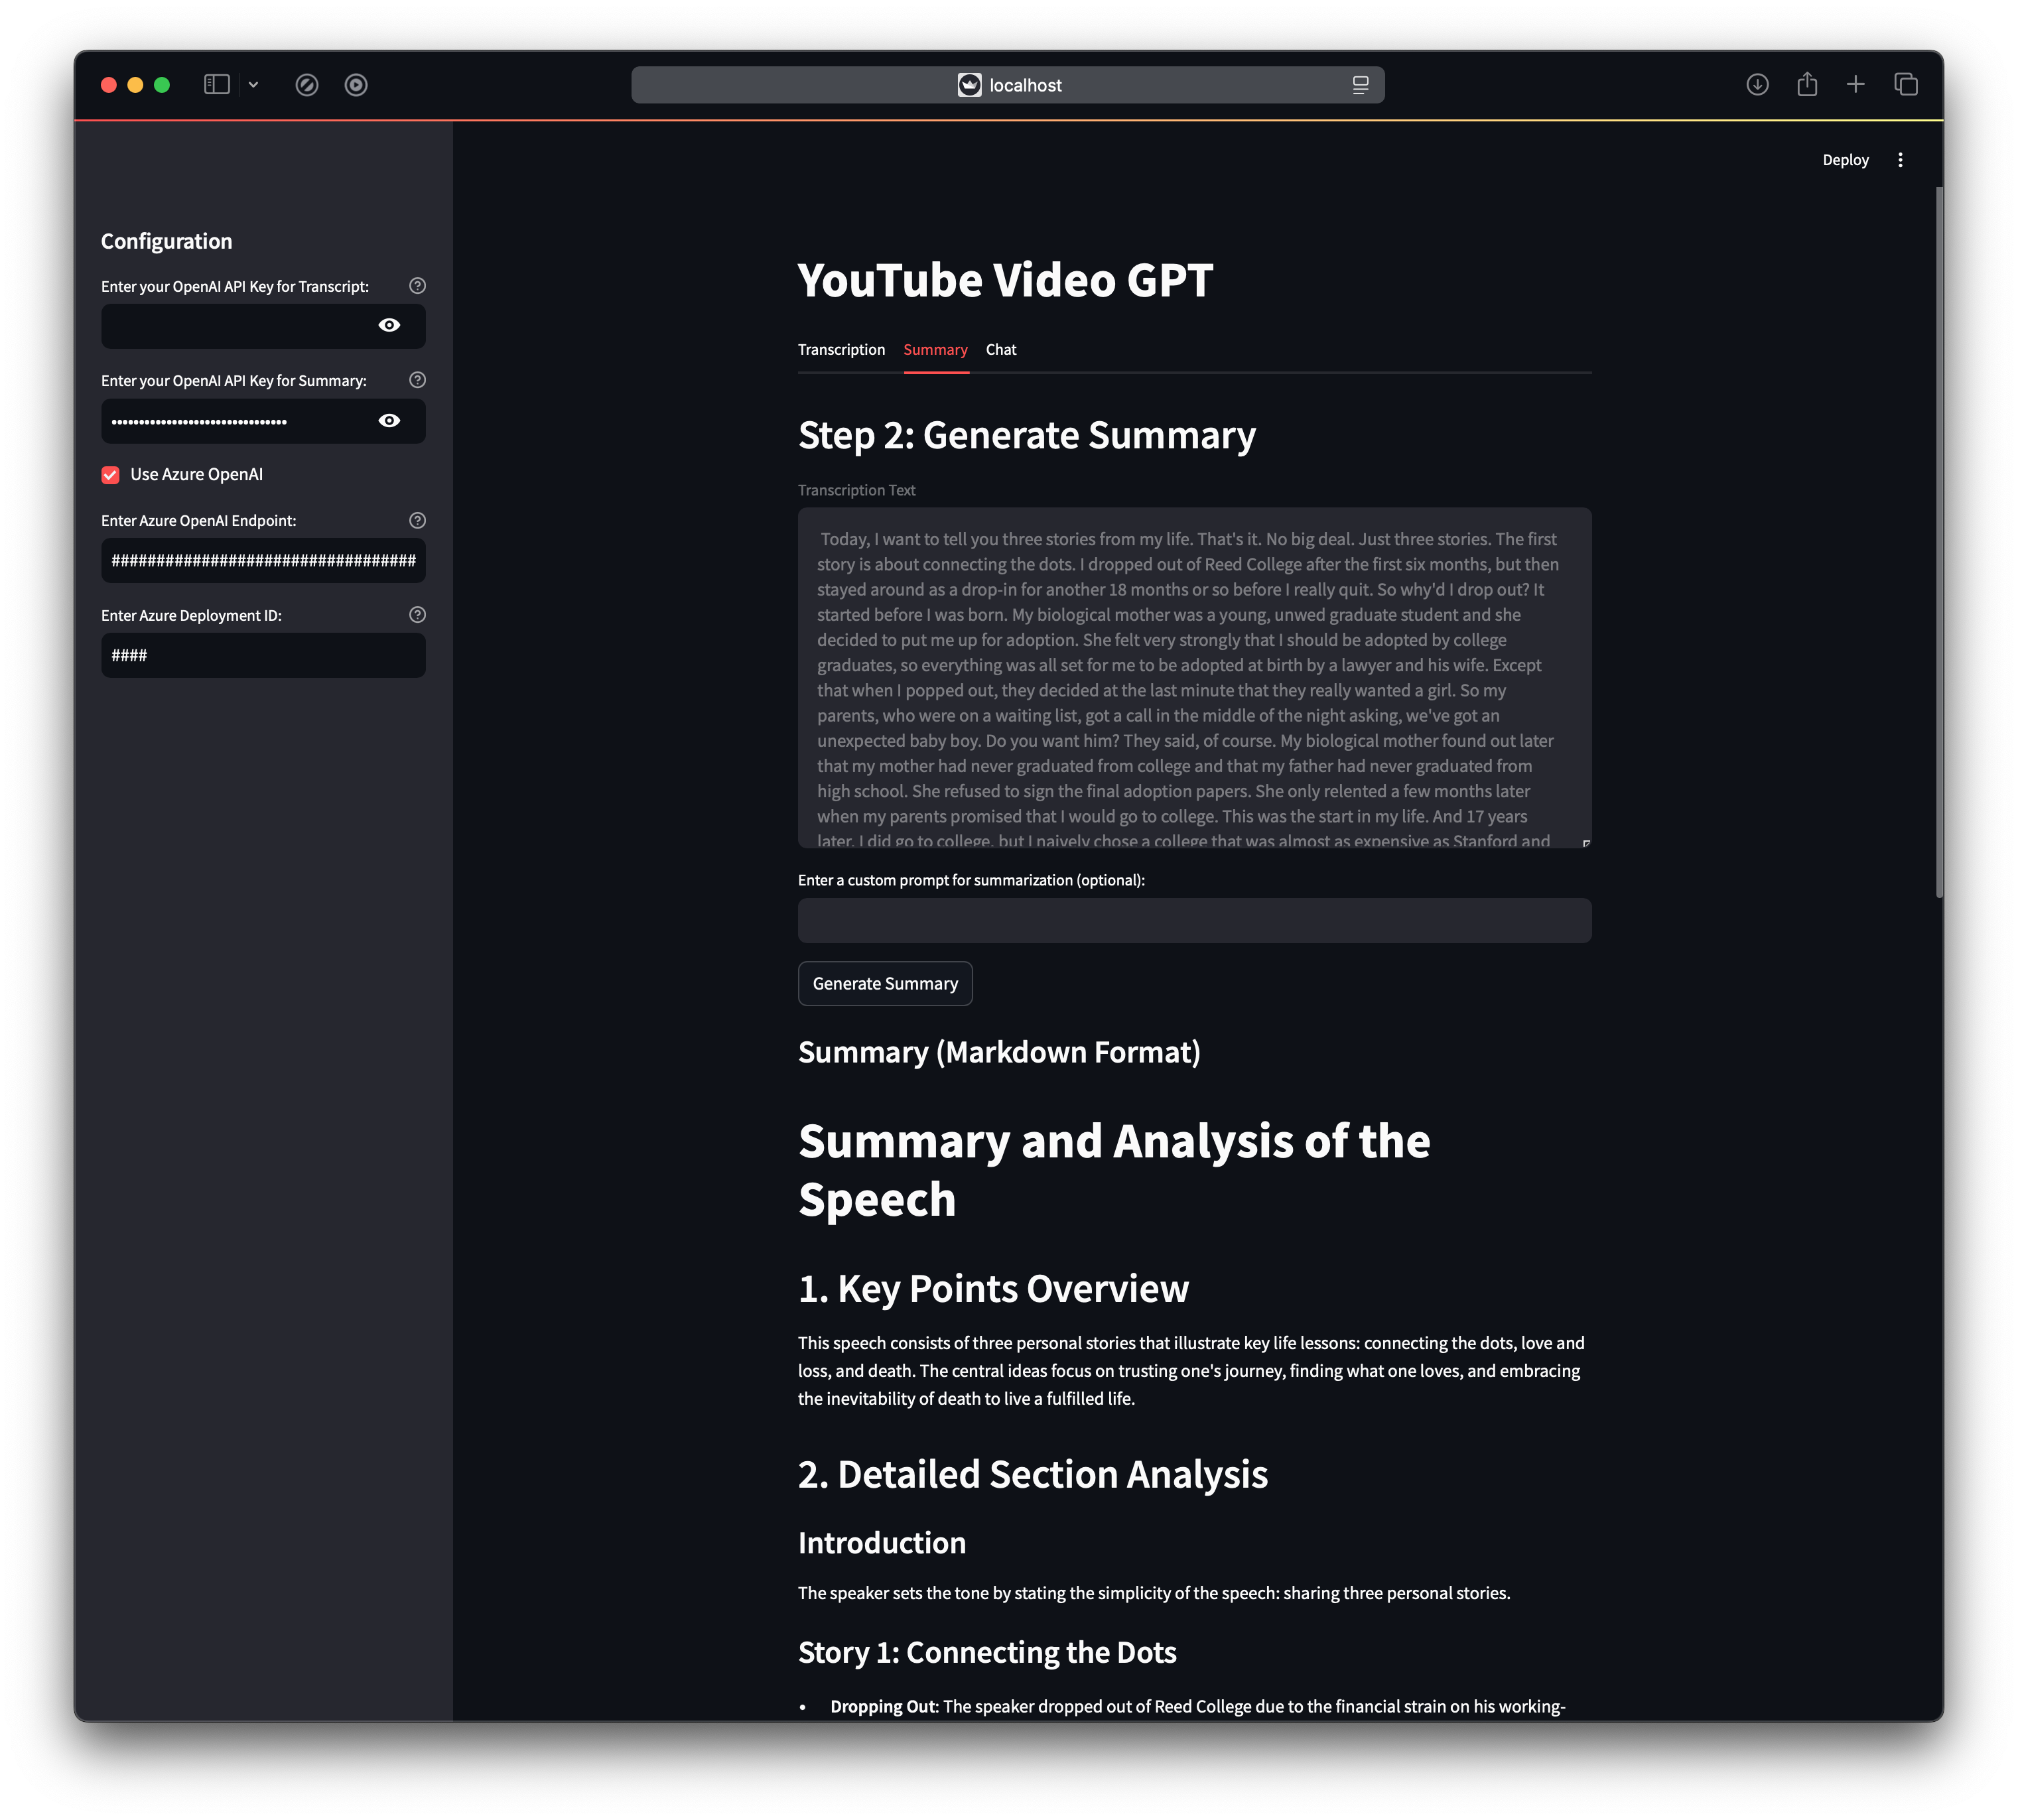 localhost
Deploy
Configuration
Enter your OpenAI API Key for Transcript:
Enter your OpenAI API Key for Summary:
••••••••••••••••••••••••••••••••
Use Azure OpenAI
Enter Azure OpenAI Endpoint:
##################################
Enter Azure Deployment ID:
####
YouTube Video GPT
Transcription Summary Chat
Step 2: Generate Summary
Transcription Text
Today, I want to tell you three stories from my life. That's it. No big deal. Just three stories. The first
story is about connecting the dots. I dropped out of Reed College after the first six months, but then
stayed around as a drop-in for another 18 months or so before I really quit. So why'd I drop out? It
started before I was born. My biological mother was a young, unwed graduate student and she
decided to put me up for adoption. She felt very strongly that I should be adopted by college
graduates, so everything was all set for me to be adopted at birth by a lawyer and his wife. Except
that when I popped out, they decided at the last minute that they really wanted a girl. So my
parents, who were on a waiting list, got a call in the middle of the night asking, we've got an
unexpected baby boy. Do you want him? They said, of course. My biological mother found out later
that my mother had never graduated from college and that my father had never graduated from
high school. She refused to sign the final adoption papers. She only relented a few months later
when my parents promised that I would go to college. This was the start in my life. And 17 years
later, I did go to college, but I naively chose a college that was almost as expensive as Stanford and
Enter a custom prompt for summarization (optional):
Generate Summary
Summary (Markdown Format)
Summary and Analysis of the
Speech
1. Key Points Overview
This speech consists of three personal stories that illustrate key life lessons: connecting the dots, love and
loss, and death. The central ideas focus on trusting one's journey, finding what one loves, and embracing
the inevitability of death to live a fulfilled life.
2. Detailed Section Analysis
Introduction
The speaker sets the tone by stating the simplicity of the speech: sharing three personal stories.
Story 1: Connecting the Dots
• Dropping Out: The speaker dropped out of Reed College due to the financial strain on his working-